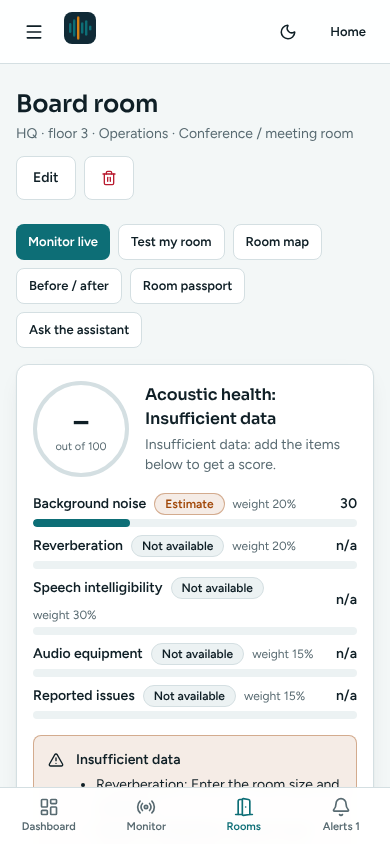 Home
Board room
HQ · floor 3 · Operations · Conference / meeting room
Edit
Monitor live
Test my room
Room map
Before / after
Room passport
Ask the assistant
–
out of 100
Acoustic health:
Insufficient data
Insufficient data: add the items
below to get a score.
Background noise Estimate weight 20% 30
Reverberation Not available weight 20% n/a
Speech intelligibility Not available
weight 30% n/a
Audio equipment Not available weight 15% n/a
Reported issues Not available weight 15% n/a
Insufficient data
• Reverberation: Enter the room size and
Dashboard
Monitor
Rooms
Alerts 1